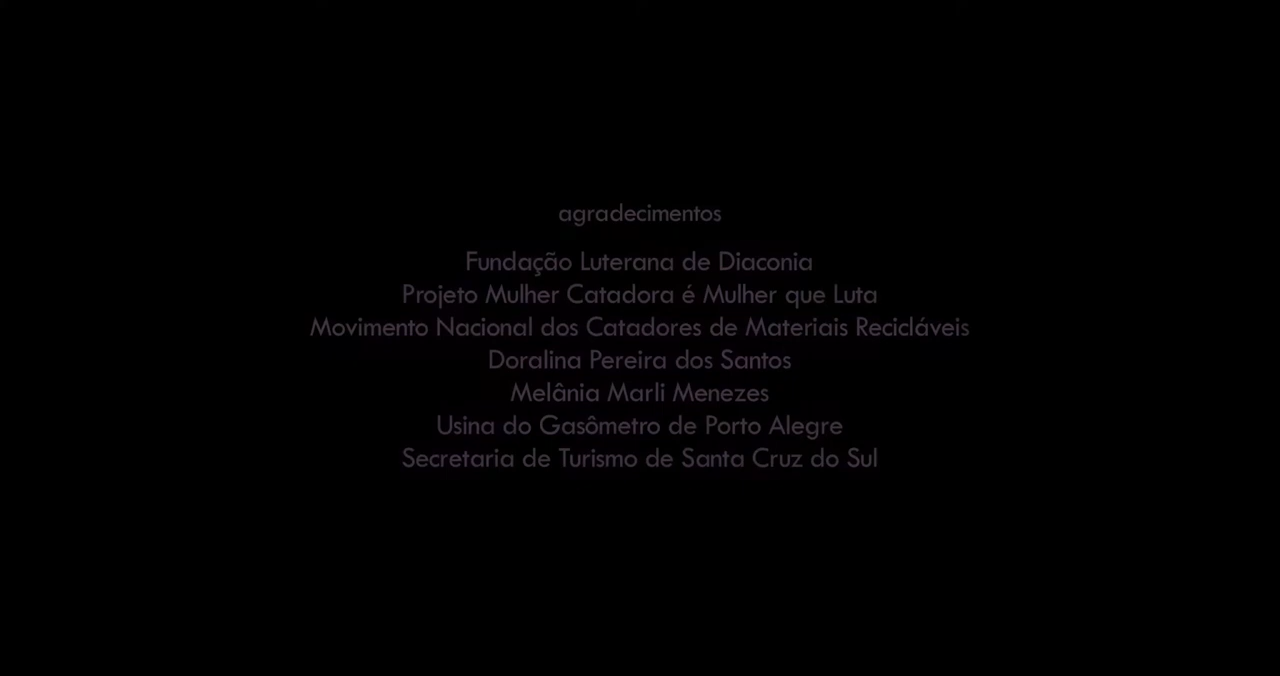 agradecimentos
Fundação Luterana de Diaconia
Projeto Mulher Catadora é Mulher que Luta
Movimento Nacional dos Catadores de Materiais Recicláveis
Doralina Pereira dos Santos
Melânia Marli Menezes
Usina do Gasômetro de Porto Alegre
Secretaria de Turismo de Santa Cruz do Sul